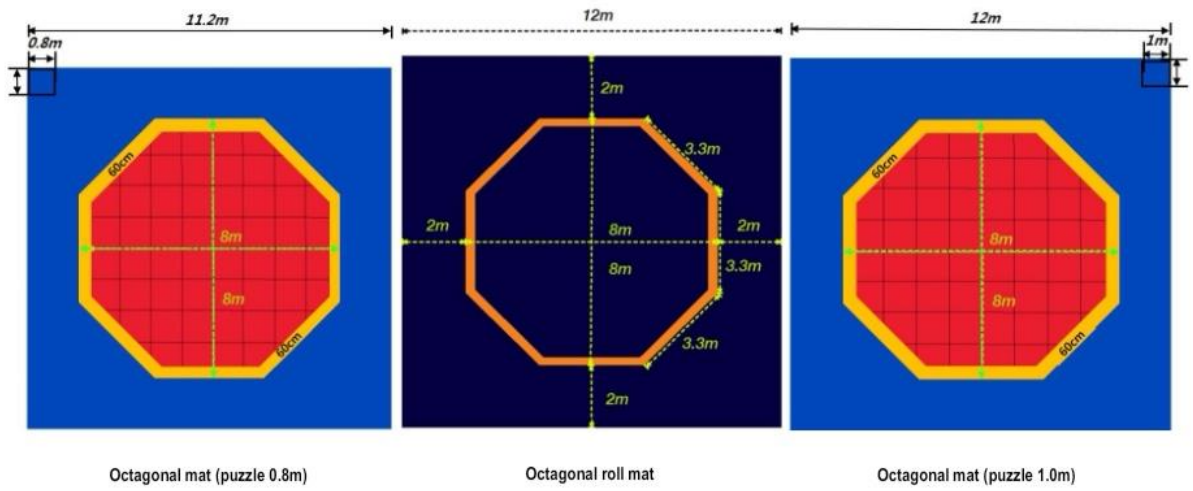 11.2m
0.8m
60cm
8m
8m
60cm
Octagonal mat (puzzle 0.8m)
12m
2m
3.3m
2m
8m
2m
8m
3.3m
3.3m
2m
Octagonal roll mat
12m
1m
60cm
8m
8m
60cm
Octagonal mat (puzzle 1.0m)